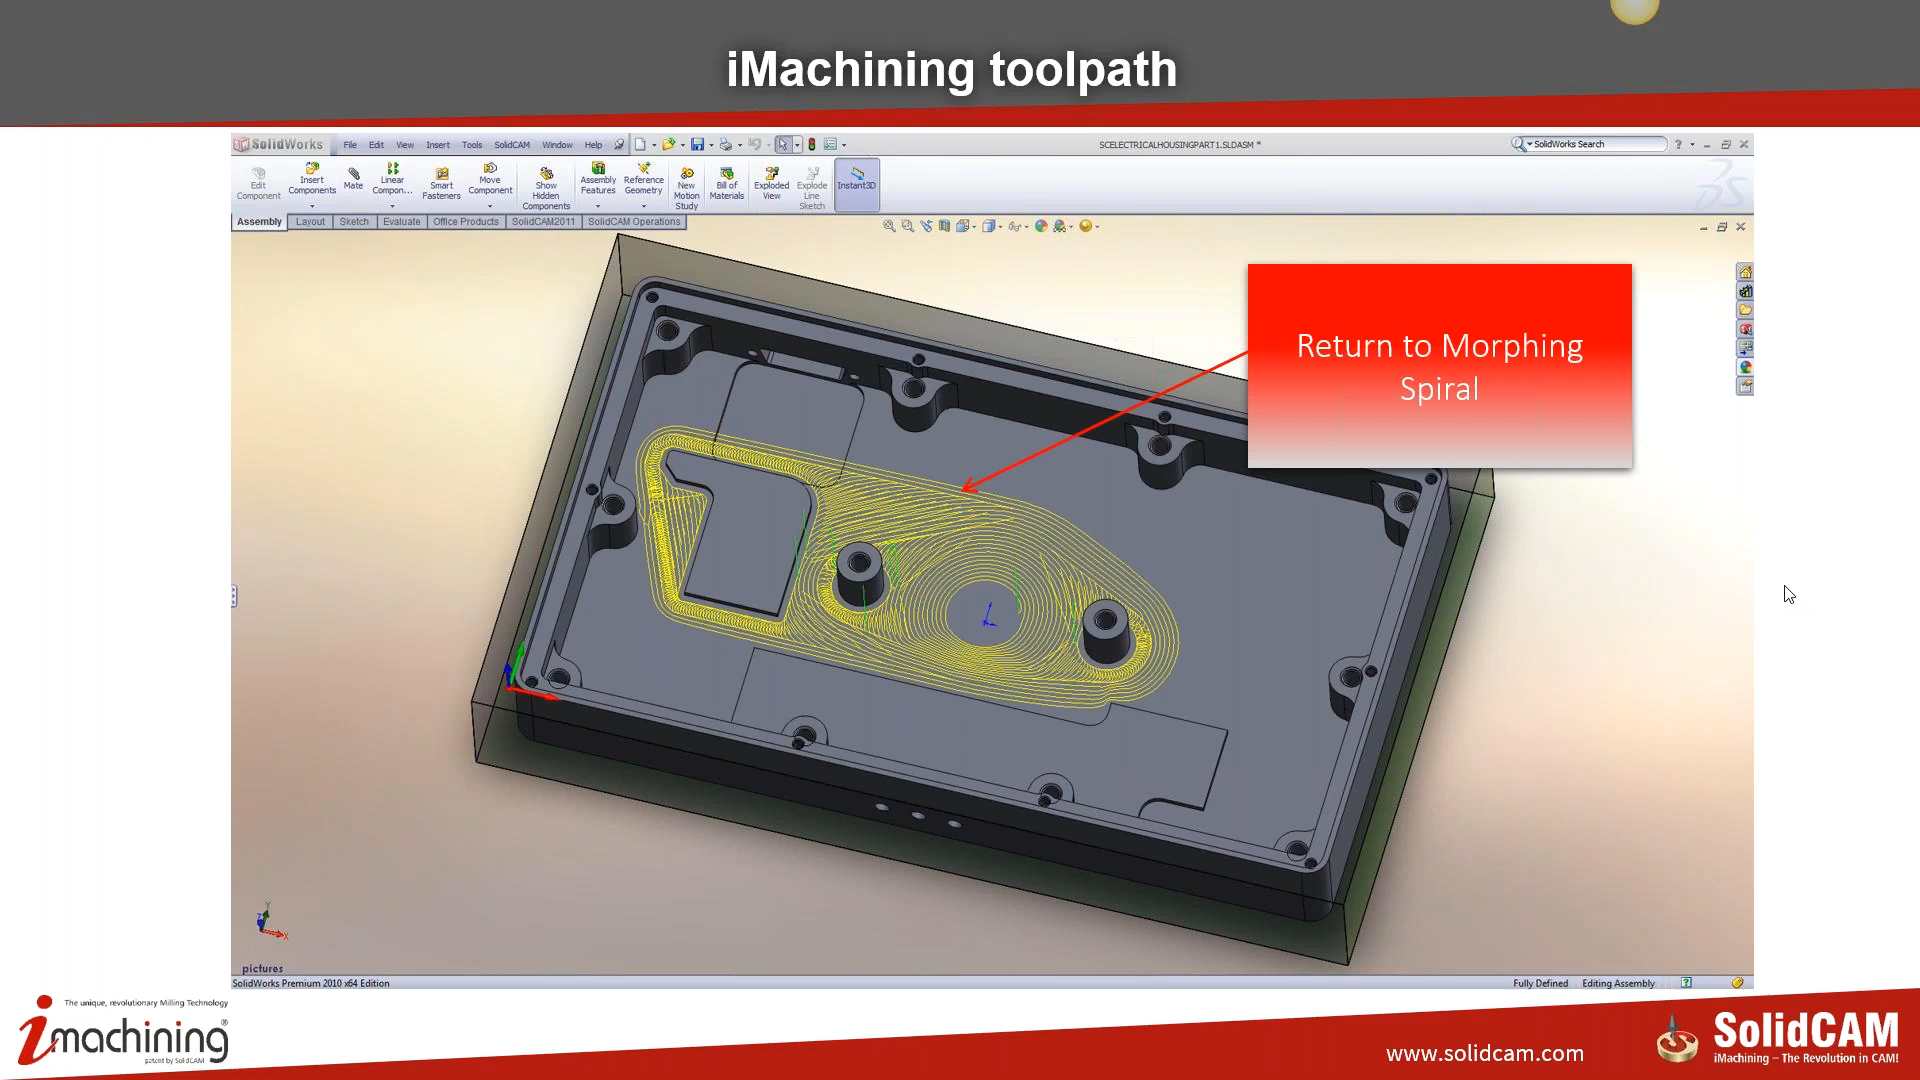 iMachining toolpath
SolidWorks File Edit View Insert Tools SolidCAM Window Help SCELECTRICALHOUSINGPART1.SLDASM * SolidWorks Search ?
Edit Component
Insert Components
Mate
Linear Compon...
Smart Fasteners
Move Component
Show Hidden Components
Assembly Features
Reference Geometry
New Motion Study
Bill of Materials
Exploded View
Explode Line Sketch
Instant3D
Assembly Layout Sketch Evaluate Office Products SolidCAM2011 SolidCAM Operations
Return to Morphing
Spiral
Y
Z
X
pictures
SolidWorks Premium 2010 x64 Edition Fully Defined Editing Assembly ?
The unique, revolutionary Milling Technology
imachining®
patent by SolidCAM
www.solidcam.com
SolidCAM
iMachining – The Revolution in CAM!